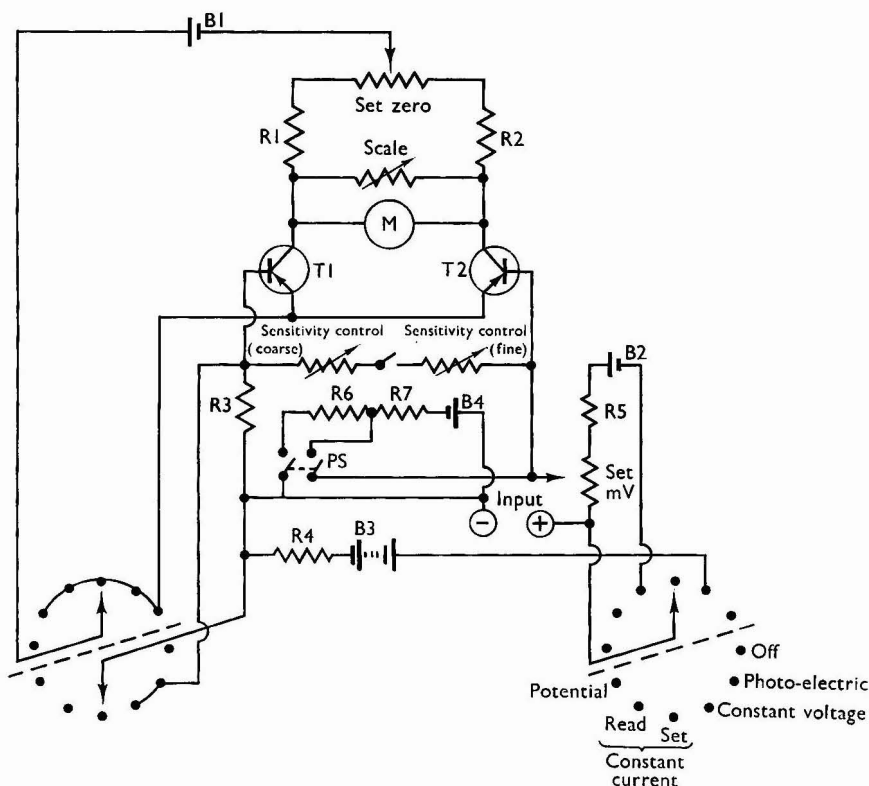 B1
Set zero
R1
R2
Scale
M
T1
T2
Sensitivity control
(coarse)
Sensitivity control
(fine)
B2
R3
R6
R7
B4
R5
PS
Set
mV
Input
−
+
R4
B3
Off
Potential
Photo-electric
Read
Set
Constant voltage
Constant
current